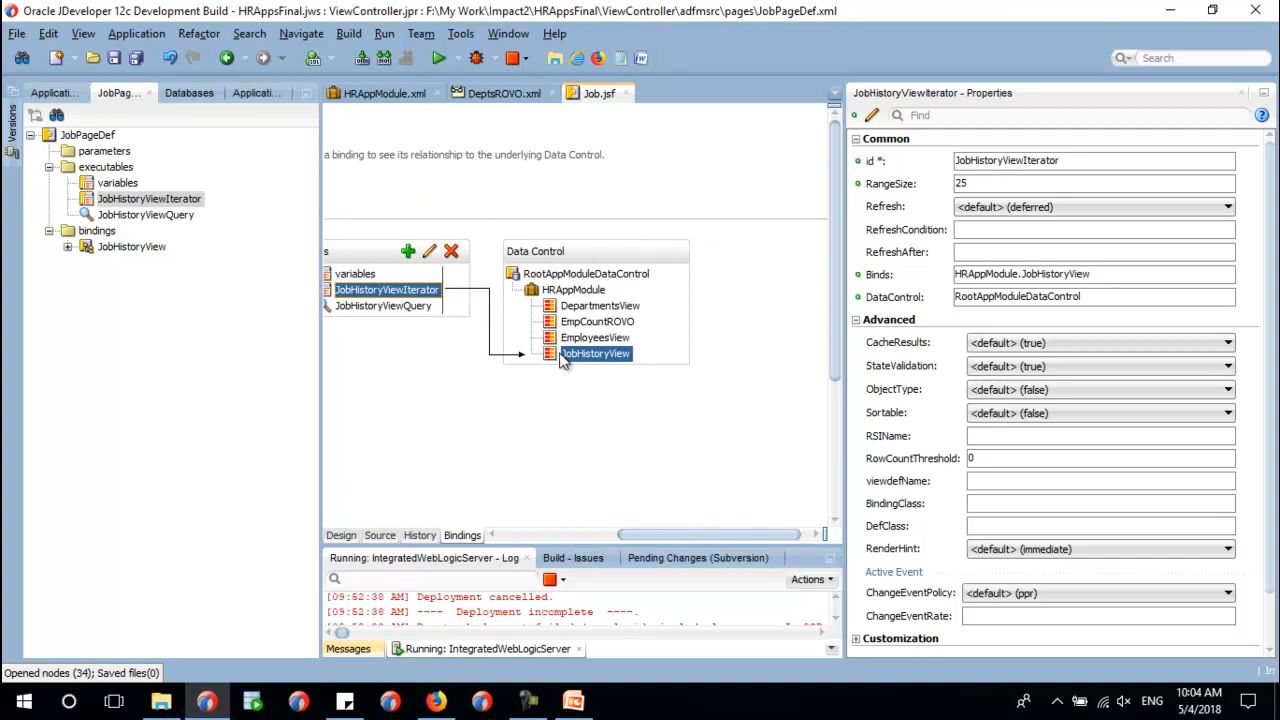 Oracle JDeveloper 12c Development Build - HRAppsFinal.jws : ViewController.jpr : F:\My Work\Impact2\HRAppsFinal\ViewController\adfmsrc\pages\JobPageDef.xml
File Edit View Application Refactor Search Navigate Build Run Team Tools Window Help
Search
Applicati... JobPag... Databases Applicati...
HRAppModule.xml DeptsROVO.xml Job.jsf
JobHistoryViewIterator - Properties
Versions
Find
JobPageDef
parameters
executables
variables
JobHistoryViewIterator
JobHistoryViewQuery
bindings
JobHistoryView
a binding to see its relationship to the underlying Data Control.
s
variables
JobHistoryViewIterator
JobHistoryViewQuery
Data Control
RootAppModuleDataControl
HRAppModule
DepartmentsView
EmpCountROVO
EmployeesView
JobHistoryView
Design Source History Bindings
Running: IntegratedWebLogicServer - Log Build - Issues Pending Changes (Subversion)
Actions
[09:52:38 AM] Deployment cancelled.
[09:52:38 AM] ---- Deployment incomplete ----.
Messages Running: IntegratedWebLogicServer
Common
id *: JobHistoryViewIterator
RangeSize: 25
Refresh: <default> (deferred)
RefreshCondition:
RefreshAfter:
Binds: HRAppModule.JobHistoryView
DataControl: RootAppModuleDataControl
Advanced
CacheResults: <default> (true)
StateValidation: <default> (true)
ObjectType: <default> (false)
Sortable: <default> (false)
RSIName:
RowCountThreshold: 0
viewdefName:
BindingClass:
DefClass:
RenderHint: <default> (immediate)
Active Event
ChangeEventPolicy: <default> (ppr)
ChangeEventRate:
Customization
Opened nodes (34); Saved files(0)
ENG
10:04 AM
5/4/2018